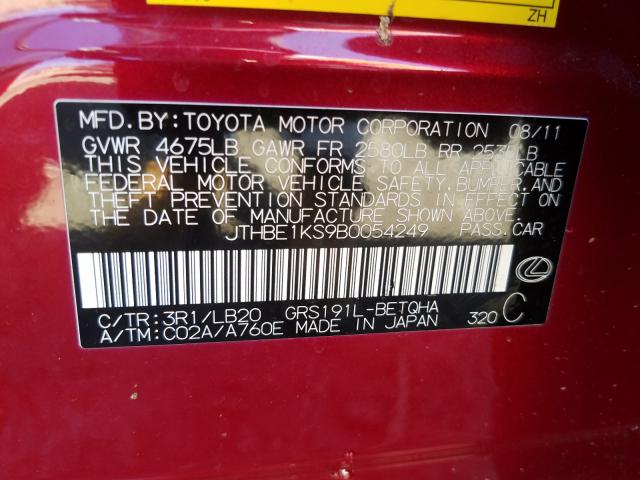 ZH
MFD.BY:TOYOTA MOTOR CORPORATION 08/11
GVWR 4675LB GAWR FR 2580LB RR 2535LB
THIS VEHICLE CONFORMS TO ALL APPLICABLE
FEDERAL MOTOR VEHICLE SAFETY,BUMPER,AND
THEFT PREVENTION STANDARDS IN EFFECT ON
THE DATE OF MANUFACTURE SHOWN ABOVE.
JTHBE1KS9B0054249 PASS.CAR
C/TR:3R1/LB20 GRS191L-BETQHA
A/TM:C02A/A760E MADE IN JAPAN 320 C